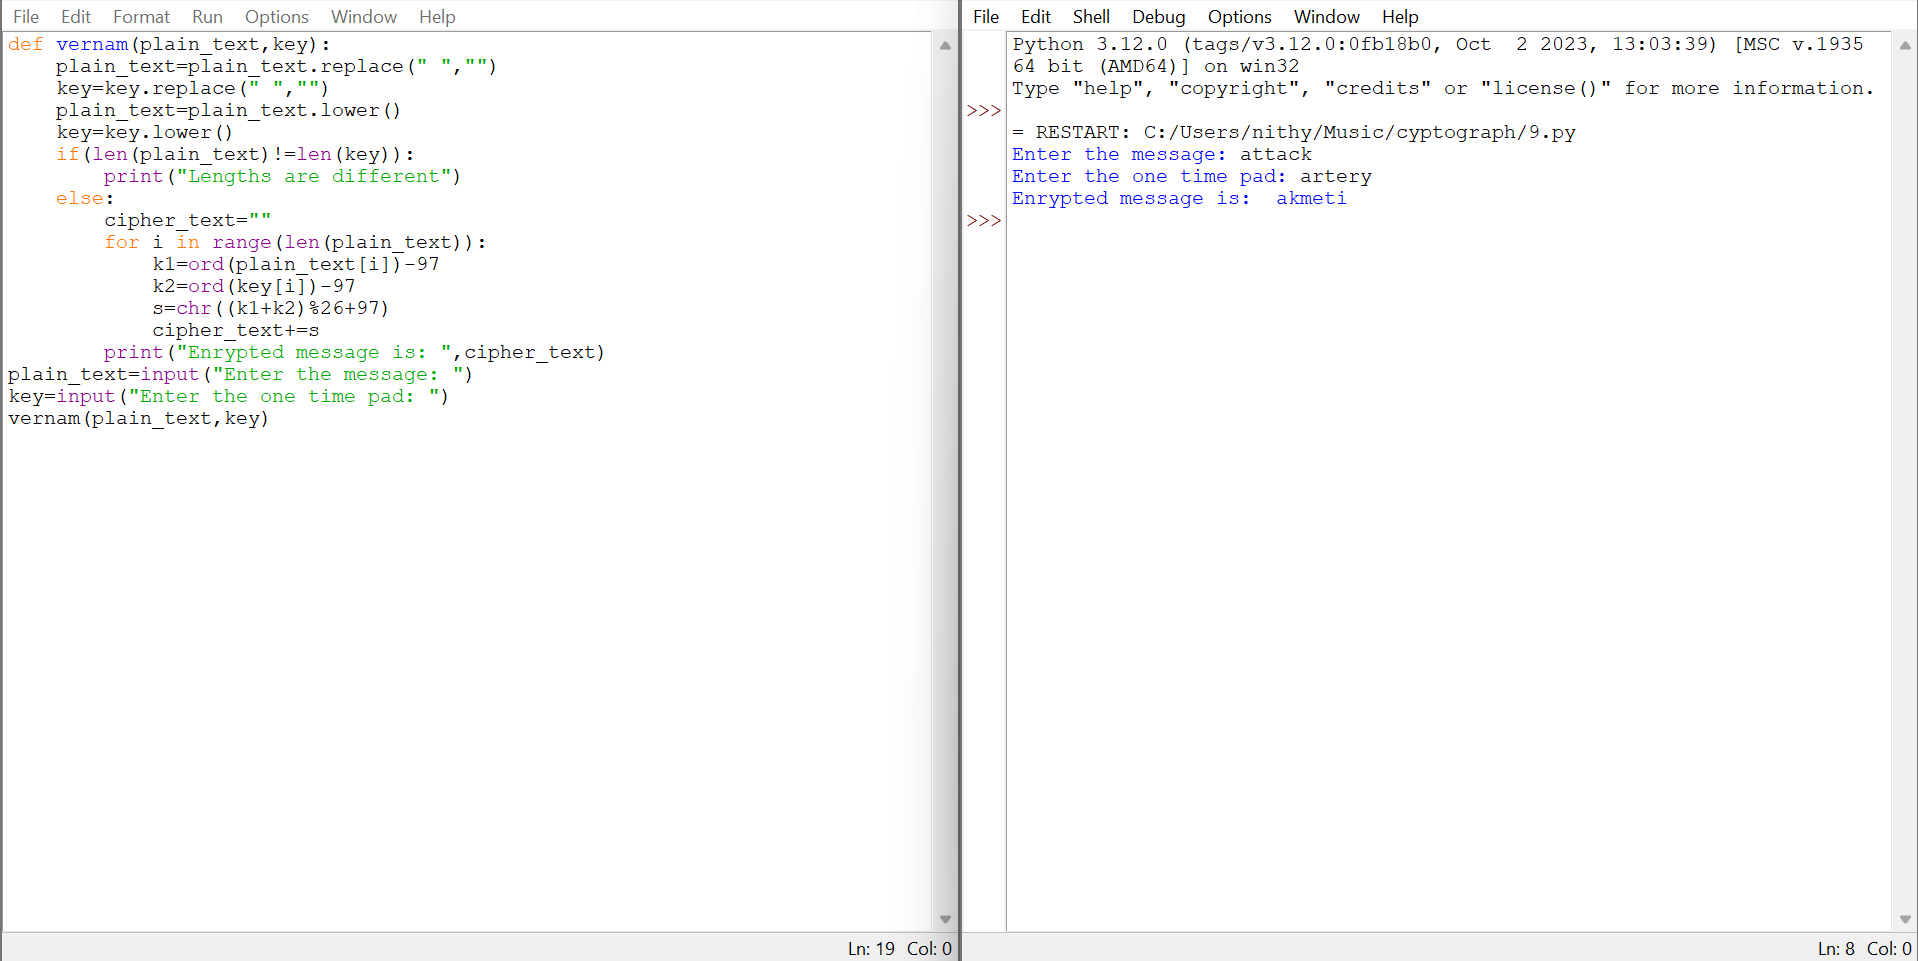 File Edit Format Run Options Window Help
def vernam(plain_text,key):
    plain_text=plain_text.replace(" ","")
    key=key.replace(" ","")
    plain_text=plain_text.lower()
    key=key.lower()
    if(len(plain_text)!=len(key)):
        print("Lengths are different")
    else:
        cipher_text=""
        for i in range(len(plain_text)):
            k1=ord(plain_text[i])-97
            k2=ord(key[i])-97
            s=chr((k1+k2)%26+97)
            cipher_text+=s
        print("Enrypted message is: ",cipher_text)
plain_text=input("Enter the message: ")
key=input("Enter the one time pad: ")
vernam(plain_text,key)
Ln: 19 Col: 0
File Edit Shell Debug Options Window Help
Python 3.12.0 (tags/v3.12.0:0fb18b0, Oct  2 2023, 13:03:39) [MSC v.1935
64 bit (AMD64)] on win32
Type "help", "copyright", "credits" or "license()" for more information.
>>>
= RESTART: C:/Users/nithy/Music/cyptograph/9.py
Enter the message: attack
Enter the one time pad: artery
Enrypted message is:  akmeti
>>>
Ln: 8 Col: 0